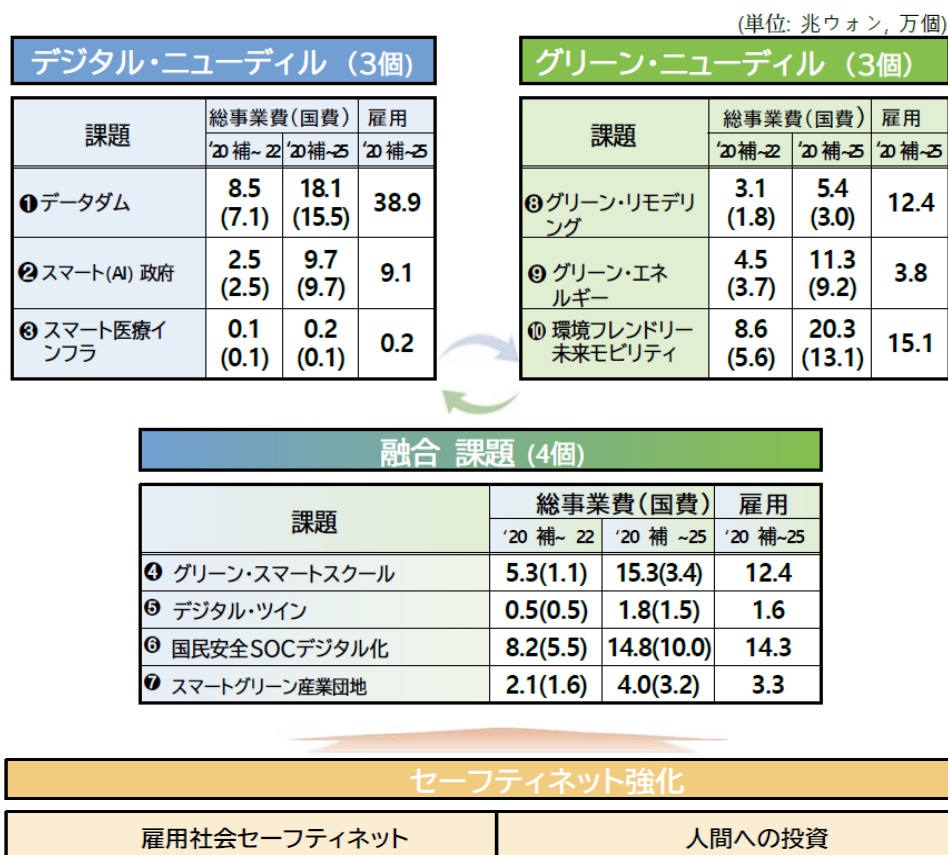 (単位: 兆ウォン, 万個)
デジタル・ニューディル (3個)
課題 総事業費(国費) 雇用
‘20 補~ 22 ‘20 補~25 ‘20 補~25
❶データダム 8.5 (7.1) 18.1 (15.5) 38.9
❷スマート(AI) 政府 2.5 (2.5) 9.7 (9.7) 9.1
❸ スマート医療イ
ンフラ 0.1 (0.1) 0.2 (0.1) 0.2
グリーン・ニューディル (3個)
課題 総事業費(国費) 雇用
‘20 補~22 ‘20 補~25 ‘20 補~25
❽グリーン・リモデリ
ング 3.1 (1.8) 5.4 (3.0) 12.4
❾ グリーン・エネ
ルギー 4.5 (3.7) 11.3 (9.2) 3.8
❿ 環境フレンドリー
未来モビリティ 8.6 (5.6) 20.3 (13.1) 15.1
融合 課題 (4個)
課題 総事業費(国費) 雇用
‘20 補~ 22 ‘20 補 ~25 ‘20 補~25
❹ グリーン・スマートスクール 5.3(1.1) 15.3(3.4) 12.4
❺ デジタル・ツイン 0.5(0.5) 1.8(1.5) 1.6
❻ 国民安全SOCデジタル化 8.2(5.5) 14.8(10.0) 14.3
❼ スマートグリーン産業団地 2.1(1.6) 4.0(3.2) 3.3
セーフティネット強化
雇用社会セーフティネット 人間への投資